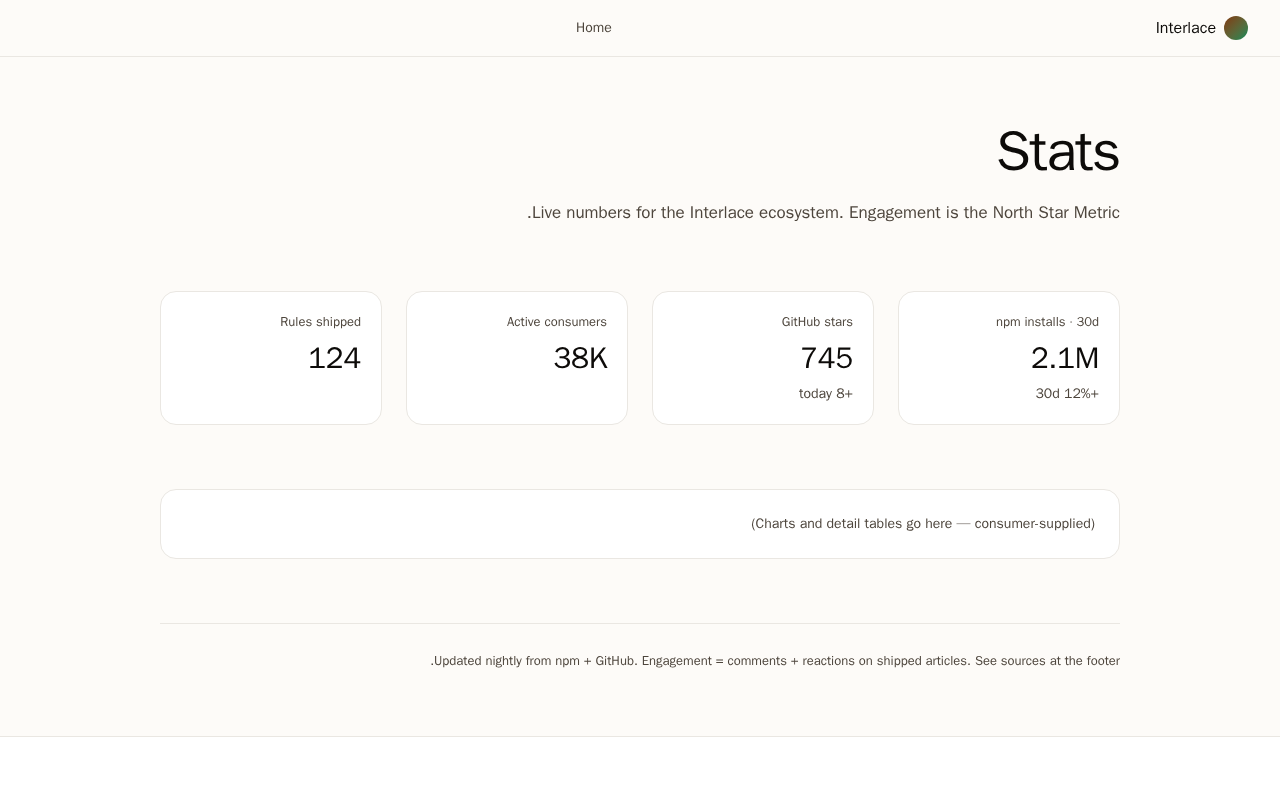 Interlace
Home
Stats
.Live numbers for the Interlace ecosystem. Engagement is the North Star Metric
npm installs · 30d
2.1M
30d 12%+
GitHub stars
745
today 8+
Active consumers
38K
Rules shipped
124
(Charts and detail tables go here — consumer-supplied)
.Updated nightly from npm + GitHub. Engagement = comments + reactions on shipped articles. See sources at the footer